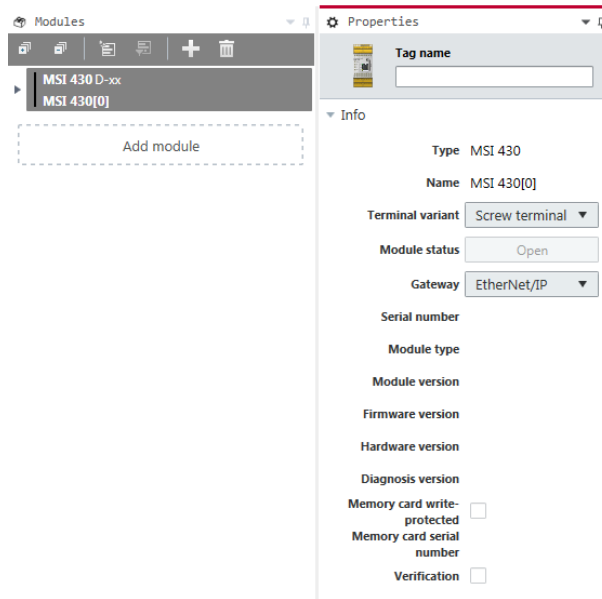 Modules
MSI 430 D-xx
MSI 430[0]
Add module
Properties
Tag name
Info
Type MSI 430
Name MSI 430[0]
Terminal variant Screw terminal
Module status Open
Gateway EtherNet/IP
Serial number
Module type
Module version
Firmware version
Hardware version
Diagnosis version
Memory card write-
protected
Memory card serial
number
Verification